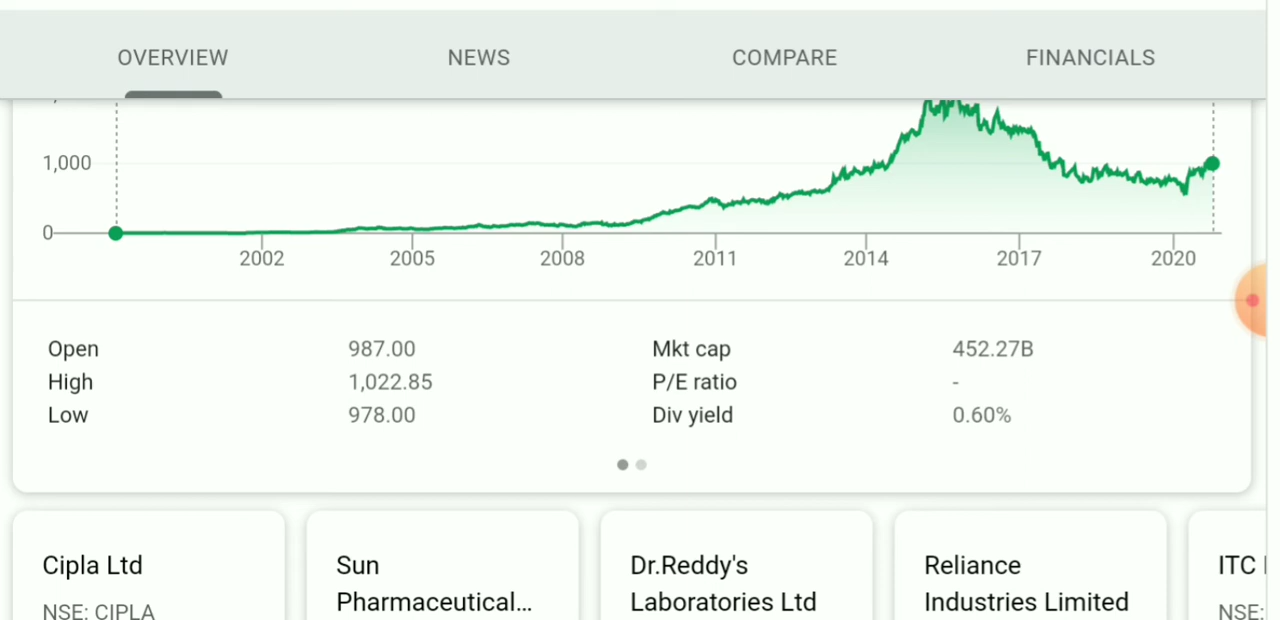 OVERVIEW NEWS COMPARE FINANCIALS
1,000
0
2002 2005 2008 2011 2014 2017 2020
Open 987.00 Mkt cap 452.27B
High 1,022.85 P/E ratio -
Low 978.00 Div yield 0.60%
Cipla Ltd
NSE: CIPLA
Sun
Pharmaceutical...
Dr.Reddy's
Laboratories Ltd
Reliance
Industries Limited
ITC
NSE: